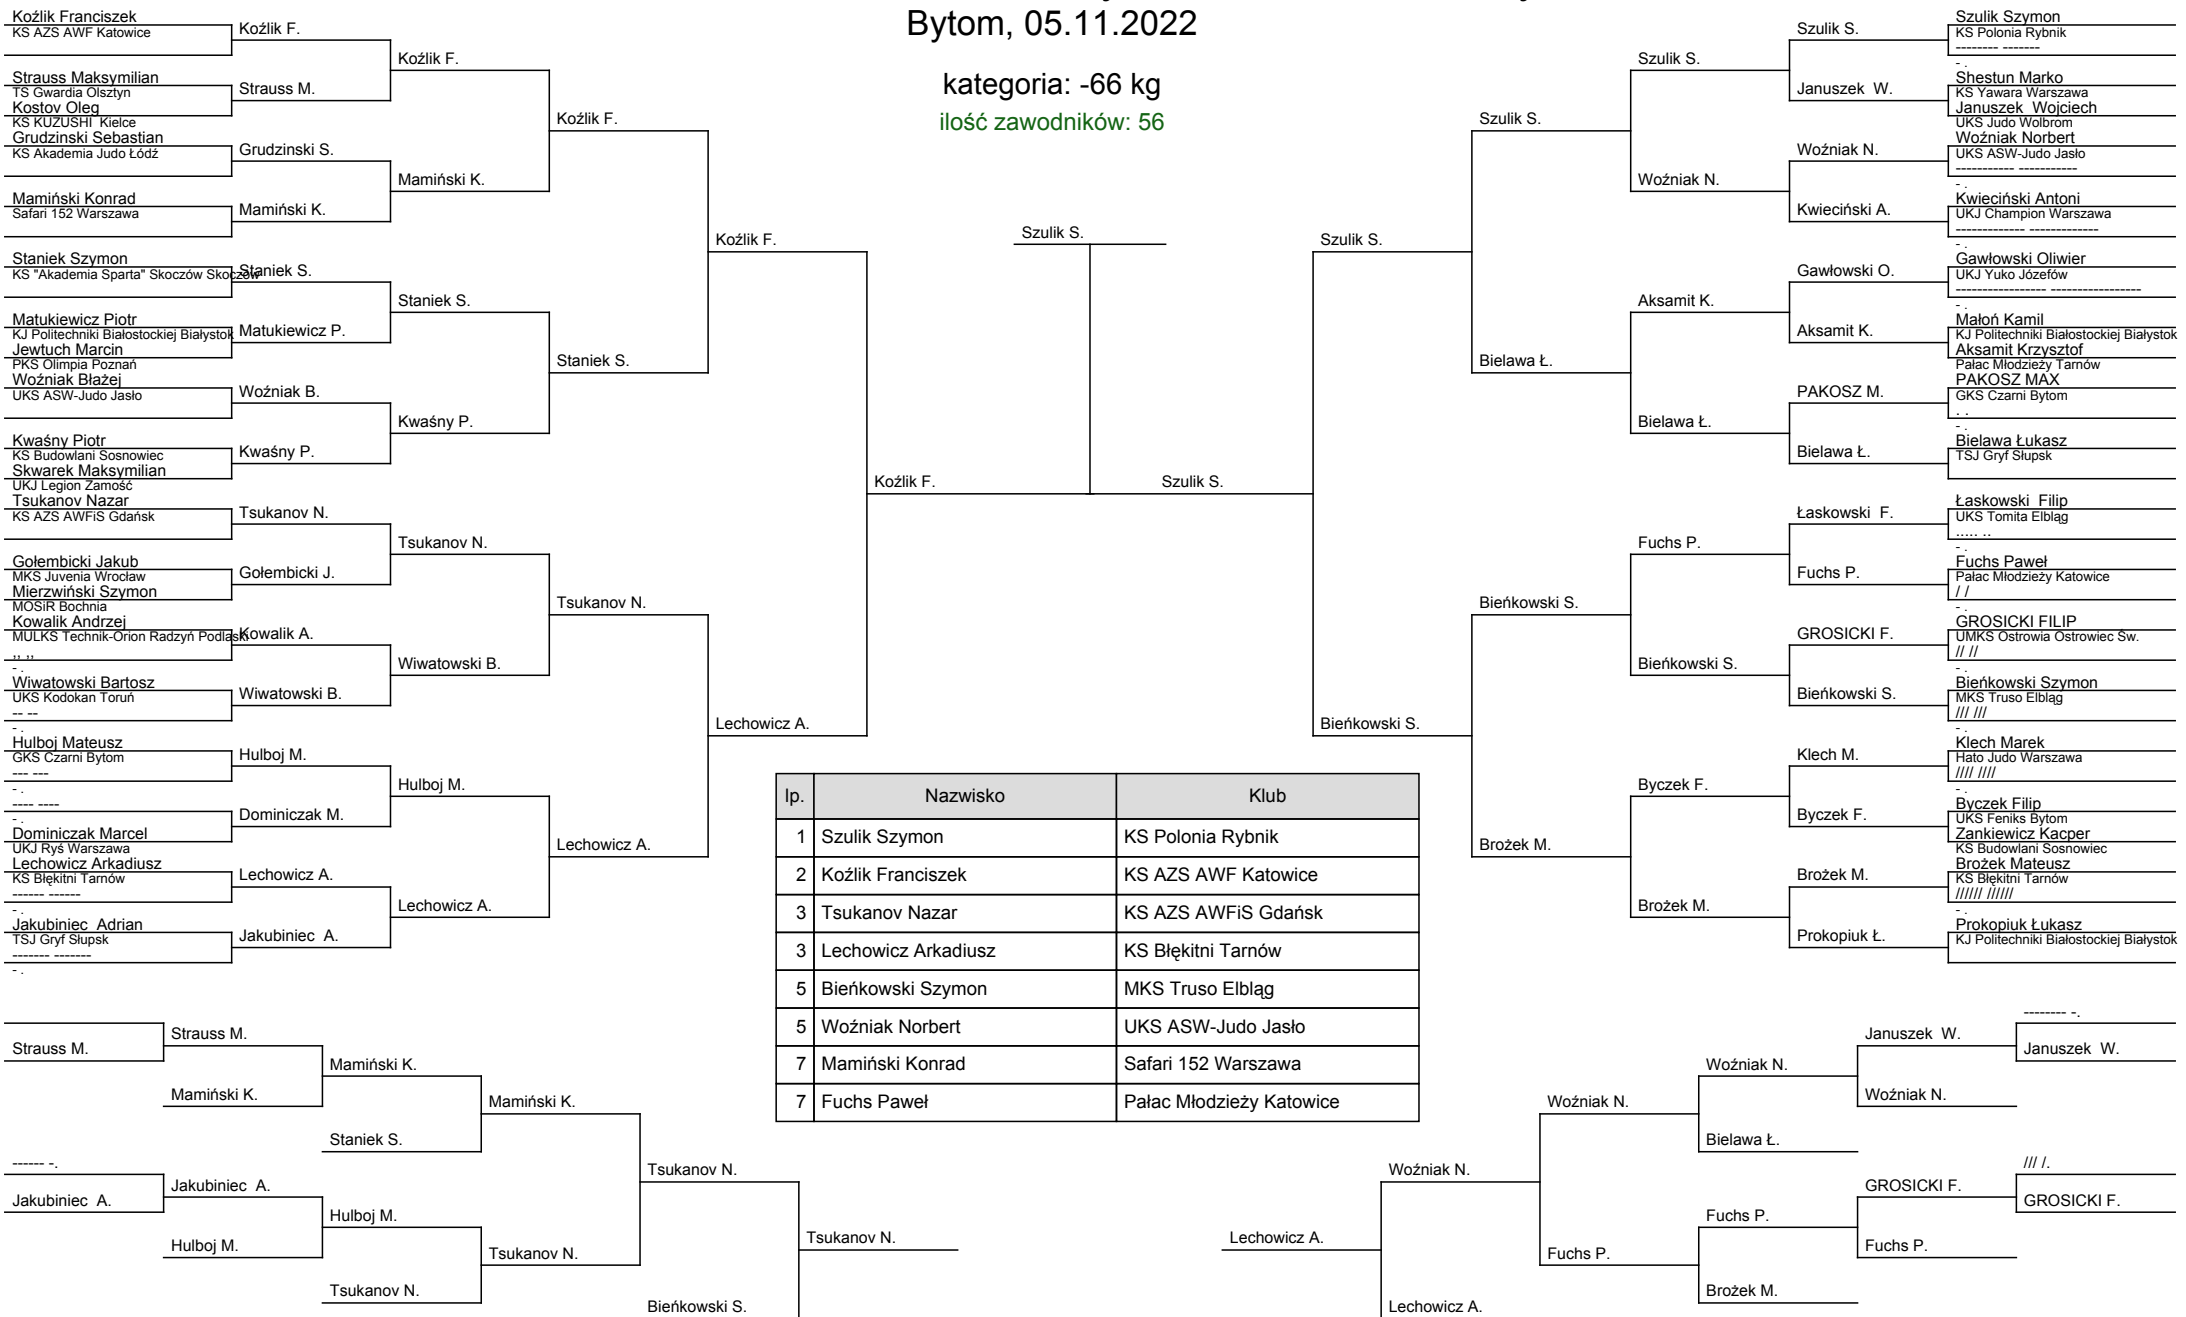 Bytom, 05.11.2022
kategoria: -66 kg
ilość zawodników: 56
Koźlik Franciszek
KS AZS AWF Katowice
Strauss Maksymilian
TS Gwardia Olsztyn
Kostov Oleg
KS KUZUSHI Kielce
Grudzinski Sebastian
KS Akademia Judo Łódź
Mamiński Konrad
Safari 152 Warszawa
Staniek Szymon
KS "Akademia Sparta" Skoczów Skoczów
Matukiewicz Piotr
KJ Politechniki Białostockiej Białystok
Jewtuch Marcin
PKS Olimpia Poznań
Woźniak Błażej
UKS ASW-Judo Jasło
Kwaśny Piotr
KS Budowlani Sosnowiec
Skwarek Maksymilian
UKJ Legion Zamość
Tsukanov Nazar
KS AZS AWFiS Gdańsk
Gołembicki Jakub
MKS Juvenia Wrocław
Mierzwiński Szymon
MOSiR Bochnia
Kowalik Andrzej
MULKS Technik-Orion Radzyń Podlaski
,, ,,
- .
Wiwatowski Bartosz
UKS Kodokan Toruń
-- --
- .
Hulboj Mateusz
GKS Czarni Bytom
--- ---
- .
---- ----
- .
Dominiczak Marcel
UKJ Ryś Warszawa
Lechowicz Arkadiusz
KS Błękitni Tarnów
------ ------
- .
Jakubiniec Adrian
TSJ Gryf Słupsk
------- -------
- .
Koźlik F.
Strauss M.
Grudzinski S.
Mamiński K.
Staniek S.
Matukiewicz P.
Woźniak B.
Kwaśny P.
Tsukanov N.
Gołembicki J.
Kowalik A.
Wiwatowski B.
Hulboj M.
Dominiczak M.
Lechowicz A.
Jakubiniec A.
Koźlik F.
Mamiński K.
Staniek S.
Kwaśny P.
Tsukanov N.
Wiwatowski B.
Hulboj M.
Lechowicz A.
Koźlik F.
Staniek S.
Tsukanov N.
Lechowicz A.
Koźlik F.
Lechowicz A.
Koźlik F.
Szulik S.
Szulik S.
Szulik S.
Bieńkowski S.
Szulik S.
Bielawa Ł.
Bieńkowski S.
Brożek M.
Szulik S.
Woźniak N.
Aksamit K.
Bielawa Ł.
Fuchs P.
Bieńkowski S.
Byczek F.
Brożek M.
Szulik S.
Januszek W.
Woźniak N.
Kwieciński A.
Gawłowski O.
Aksamit K.
PAKOSZ M.
Bielawa Ł.
Łaskowski F.
Fuchs P.
GROSICKI F.
Bieńkowski S.
Klech M.
Byczek F.
Brożek M.
Prokopiuk Ł.
Szulik Szymon
KS Polonia Rybnik
-------- -------
- .
Shestun Marko
KS Yawara Warszawa
Januszek Wojciech
UKS Judo Wolbrom
Woźniak Norbert
UKS ASW-Judo Jasło
----------- -----------
- .
Kwieciński Antoni
UKJ Champion Warszawa
------------- -------------
- .
Gawłowski Oliwier
UKJ Yuko Józefów
----------------- -----------------
- .
Małoń Kamil
KJ Politechniki Białostockiej Białystok
Aksamit Krzysztof
Pałac Młodzieży Tarnów
PAKOSZ MAX
GKS Czarni Bytom
. .
- .
Bielawa Łukasz
TSJ Gryf Słupsk
Łaskowski Filip
UKS Tomita Elbląg
..... ..
- .
Fuchs Paweł
Pałac Młodzieży Katowice
/ /
- .
GROSICKI FILIP
UMKS Ostrowia Ostrowiec Św.
// //
- .
Bieńkowski Szymon
MKS Truso Elbląg
/// ///
- .
Klech Marek
Hato Judo Warszawa
//// ////
- .
Byczek Filip
UKS Feniks Bytom
Zankiewicz Kacper
KS Budowlani Sosnowiec
Brożek Mateusz
KS Błękitni Tarnów
////// //////
- .
Prokopiuk Łukasz
KJ Politechniki Białostockiej Białystok
lp. Nazwisko Klub
1 Szulik Szymon KS Polonia Rybnik
2 Koźlik Franciszek KS AZS AWF Katowice
3 Tsukanov Nazar KS AZS AWFiS Gdańsk
3 Lechowicz Arkadiusz KS Błękitni Tarnów
5 Bieńkowski Szymon MKS Truso Elbląg
5 Woźniak Norbert UKS ASW-Judo Jasło
7 Mamiński Konrad Safari 152 Warszawa
7 Fuchs Paweł Pałac Młodzieży Katowice
Strauss M.
------ -.
Jakubiniec A.
Strauss M.
Mamiński K.
Jakubiniec A.
Hulboj M.
Mamiński K.
Staniek S.
Hulboj M.
Tsukanov N.
Mamiński K.
Tsukanov N.
Tsukanov N.
Bieńkowski S.
Tsukanov N.
Lechowicz A.
Woźniak N.
Lechowicz A.
Woźniak N.
Fuchs P.
Woźniak N.
Bielawa Ł.
Fuchs P.
Brożek M.
Januszek W.
Woźniak N.
GROSICKI F.
Fuchs P.
-------- -.
Januszek W.
/// /.
GROSICKI F.